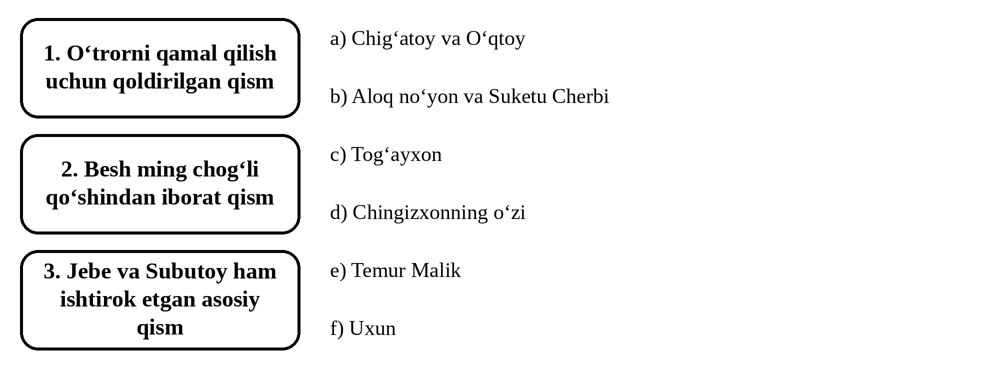 1. O‘trorni qamal qilish
uchun qoldirilgan qism
2. Besh ming chog‘li
qo‘shindan iborat qism
3. Jebe va Subutoy ham
ishtirok etgan asosiy
qism
a) Chig‘atoy va O‘qtoy
b) Aloq no‘yon va Suketu Cherbi
c) Tog‘ayxon
d) Chingizxonning o‘zi
e) Temur Malik
f) Uxun